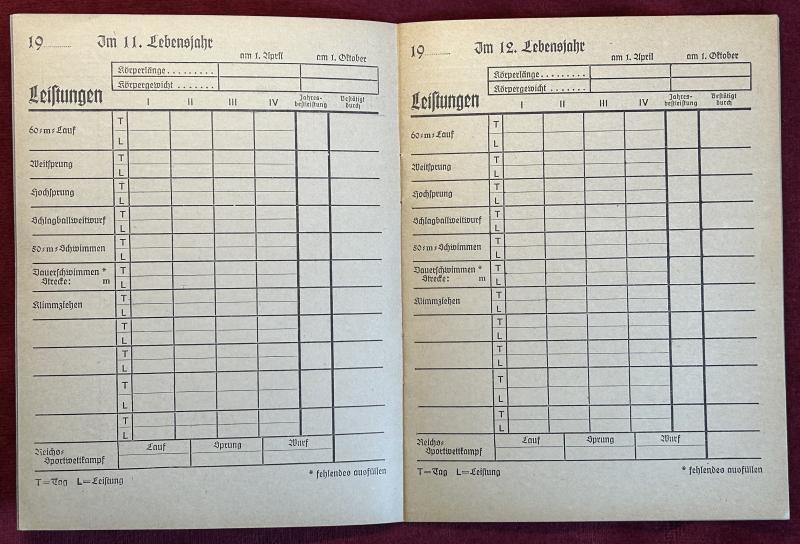 19 ........ Im 11. Lebensjahr
am 1. April am 1. Oktober
Körperlänge . . . . . . . . .
Körpergewicht . . . . . . .
Leistungen I II III IV Jahres- Bestätigt
bestleistung durch
T
60=m=Lauf
L
T
Weitsprung
L
T
Hochsprung
L
T
Schlagballweitwurf
L
T
50=m=Schwimmen
L
Dauerschwimmen * T
Strecke: m L
Klimmziehen T
L
T
L
T
L
T
L
T
L
Reichs= Lauf Sprung Wurf
Sportwettkampf
T=Tag L=Leistung * fehlendes ausfüllen
19 ........ Im 12. Lebensjahr
am 1. April am 1. Oktober
Körperlänge . . . . . . . . .
Körpergewicht . . . . . . .
Leistungen I II III IV Jahres- Bestätigt
bestleistung durch
T
60=m=Lauf
L
T
Weitsprung
L
T
Hochsprung
L
T
Schlagballweitwurf
L
T
50=m=Schwimmen
L
Dauerschwimmen * T
Strecke: m L
Klimmziehen T
L
T
L
T
L
T
L
T
L
Reichs= Lauf Sprung Wurf
Sportwettkampf
T=Tag L=Leistung * fehlendes ausfüllen